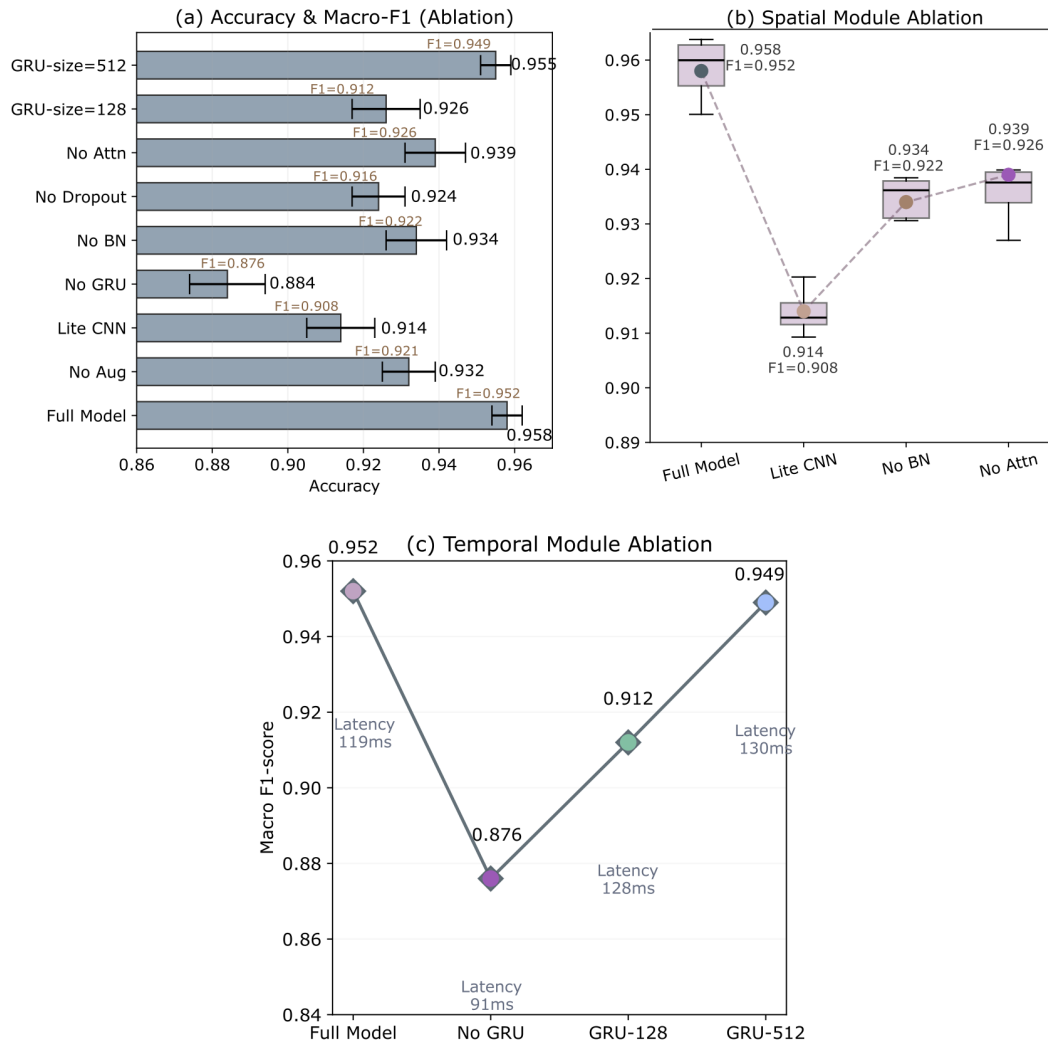 (a) Accuracy & Macro-F1 (Ablation)
GRU-size=512
F1=0.949
0.955
GRU-size=128
F1=0.912
0.926
No Attn
F1=0.926
0.939
No Dropout
F1=0.916
0.924
No BN
F1=0.922
0.934
No GRU
F1=0.876
0.884
Lite CNN
F1=0.908
0.914
No Aug
F1=0.921
0.932
Full Model
F1=0.952
0.958
0.86
0.88
0.90
0.92
0.94
0.96
Accuracy
(b) Spatial Module Ablation
0.96
0.95
0.94
0.93
0.92
0.91
0.90
0.89
0.958
F1=0.952
0.914
F1=0.908
0.934
F1=0.922
0.939
F1=0.926
Full Model
Lite CNN
No BN
No Attn
(c) Temporal Module Ablation
Macro F1-score
0.96
0.94
0.92
0.90
0.88
0.86
0.84
0.952
Latency
119ms
0.876
Latency
91ms
0.912
Latency
128ms
0.949
Latency
130ms
Full Model
No GRU
GRU-128
GRU-512